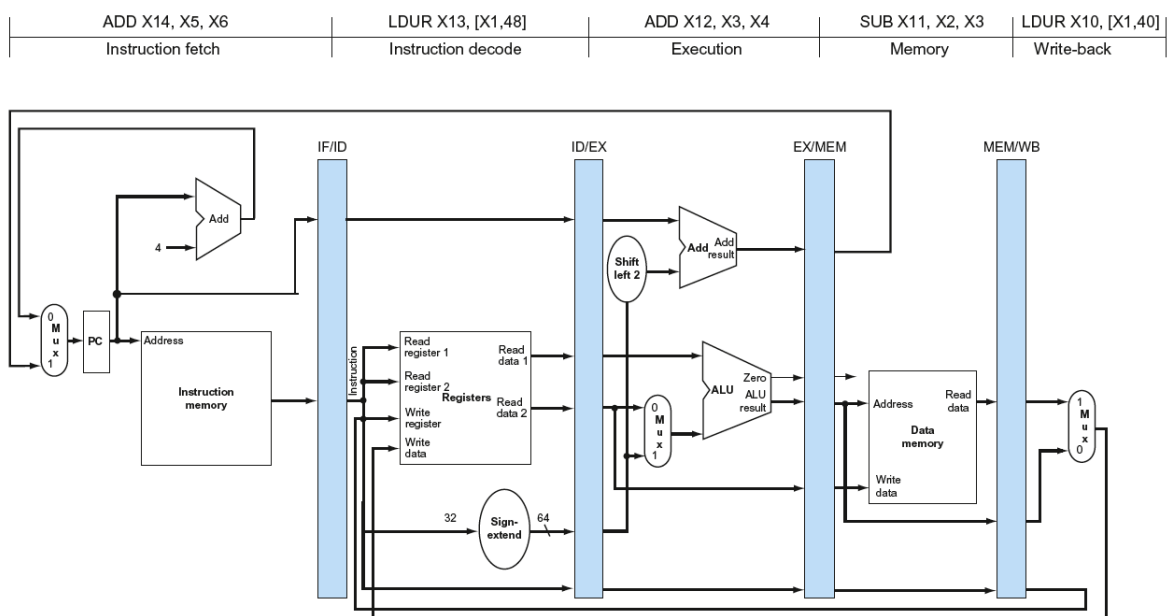 ADD X14, X5, X6
LDUR X13, [X1,48]
ADD X12, X3, X4
SUB X11, X2, X3
LDUR X10, [X1,40]
Instruction fetch
Instruction decode
Execution
Memory
Write-back
IF/ID
ID/EX
EX/MEM
MEM/WB
Add
4
Add
Add
result
Shift
left 2
0
M
u
x
1
PC
Address
Instruction
memory
Instruction
Read
register 1
Read
data 1
Read
register 2
Registers
Read
data 2
Write
register
Write
data
0
M
u
x
1
Zero
ALU
ALU
result
Address
Read
data
Data
memory
Write
data
1
M
u
x
0
32
Sign-
extend
64